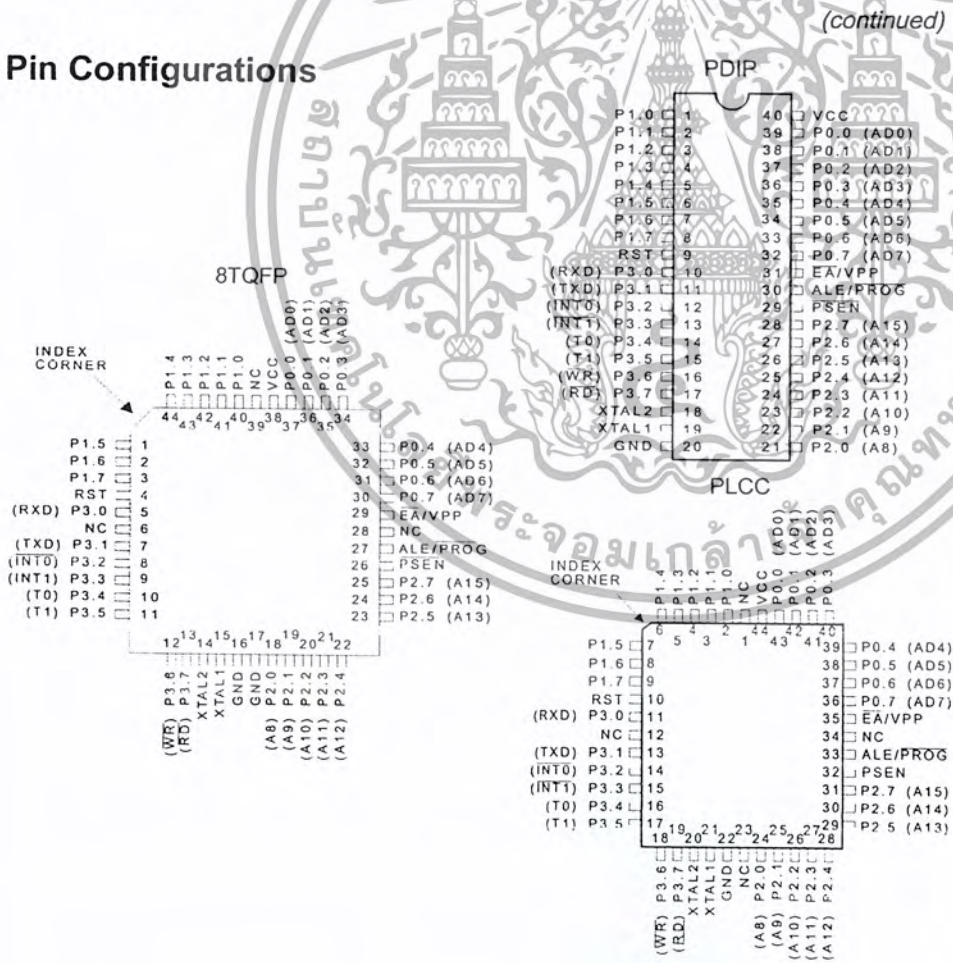 (continued)
Pin Configurations
PDIP
P1.0 1 40 VCC
P1.1 2 39 P0.0 (AD0)
P1.2 3 38 P0.1 (AD1)
P1.3 4 37 P0.2 (AD2)
P1.4 5 36 P0.3 (AD3)
P1.5 6 35 P0.4 (AD4)
P1.6 7 34 P0.5 (AD5)
P1.7 8 33 P0.6 (AD6)
RST 9 32 P0.7 (AD7)
(RXD) P3.0 10 31 EA/VPP
(TXD) P3.1 11 30 ALE/PROG
(INT0) P3.2 12 29 PSEN
(INT1) P3.3 13 28 P2.7 (A15)
(T0) P3.4 14 27 P2.6 (A14)
(T1) P3.5 15 26 P2.5 (A13)
(WR) P3.6 16 25 P2.4 (A12)
(RD) P3.7 17 24 P2.3 (A11)
XTAL2 18 23 P2.2 (A10)
XTAL1 19 22 P2.1 (A9)
GND 20 21 P2.0 (A8)
8TQFP
INDEX
CORNER
P1.4
P1.3
P1.2
P1.1
P1.0
NC
VCC
P0.0 (AD0)
P0.1 (AD1)
P0.2 (AD2)
P0.3 (AD3)
44 43 42 41 40 39 38 37 36 35 34
P1.5 1 33 P0.4 (AD4)
P1.6 2 32 P0.5 (AD5)
P1.7 3 31 P0.6 (AD6)
RST 4 30 P0.7 (AD7)
(RXD) P3.0 5 29 EA/VPP
NC 6 28 NC
(TXD) P3.1 7 27 ALE/PROG
(INT0) P3.2 8 26 PSEN
(INT1) P3.3 9 25 P2.7 (A15)
(T0) P3.4 10 24 P2.6 (A14)
(T1) P3.5 11 23 P2.5 (A13)
12 13 14 15 16 17 18 19 20 21 22
(WR) P3.6
(RD) P3.7
XTAL2
XTAL1
GND
GND
(A8) P2.0
(A9) P2.1
(A10) P2.2
(A11) P2.3
(A12) P2.4
PLCC
INDEX
CORNER
P1.4
P1.3
P1.2
P1.1
P1.0
NC
VCC
P0.0 (AD0)
P0.1 (AD1)
P0.2 (AD2)
P0.3 (AD3)
6 5 4 3 2 1 44 43 42 41 40
P1.5 7 39 P0.4 (AD4)
P1.6 8 38 P0.5 (AD5)
P1.7 9 37 P0.6 (AD6)
RST 10 36 P0.7 (AD7)
(RXD) P3.0 11 35 EA/VPP
NC 12 34 NC
(TXD) P3.1 13 33 ALE/PROG
(INT0) P3.2 14 32 PSEN
(INT1) P3.3 15 31 P2.7 (A15)
(T0) P3.4 16 30 P2.6 (A14)
(T1) P3.5 17 29 P2 5 (A13)
18 19 20 21 22 23 24 25 26 27 28
(WR) P3.6
(RD) P3.7
XTAL2
XTAL1
GND
NC
(A8) P2.0
(A9) P2.1
(A10) P2.2
(A11) P2.3
(A12) P2.4